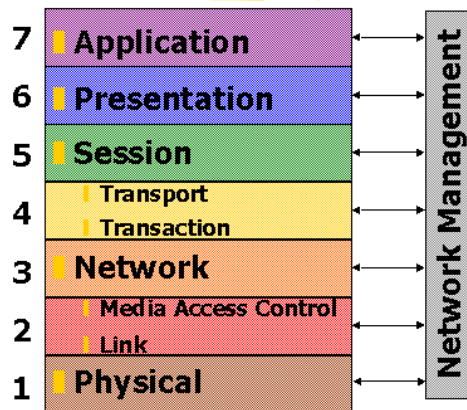 7 Application
6 Presentation
5 Session
4 Transport
Transaction
3 Network
2 Media Access Control
Link
1 Physical
Network Management